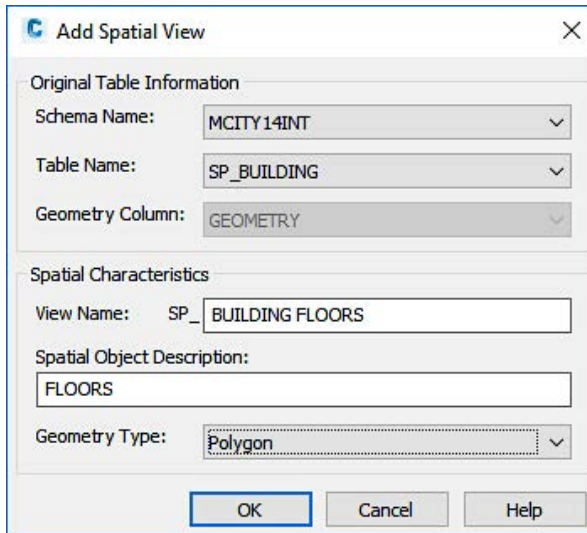 Add Spatial View
Original Table Information
Schema Name: MCITY14INT
Table Name: SP_BUILDING
Geometry Column: GEOMETRY
Spatial Characteristics
View Name: SP_ BUILDING FLOORS
Spatial Object Description:
FLOORS
Geometry Type: Polygon
OK Cancel Help